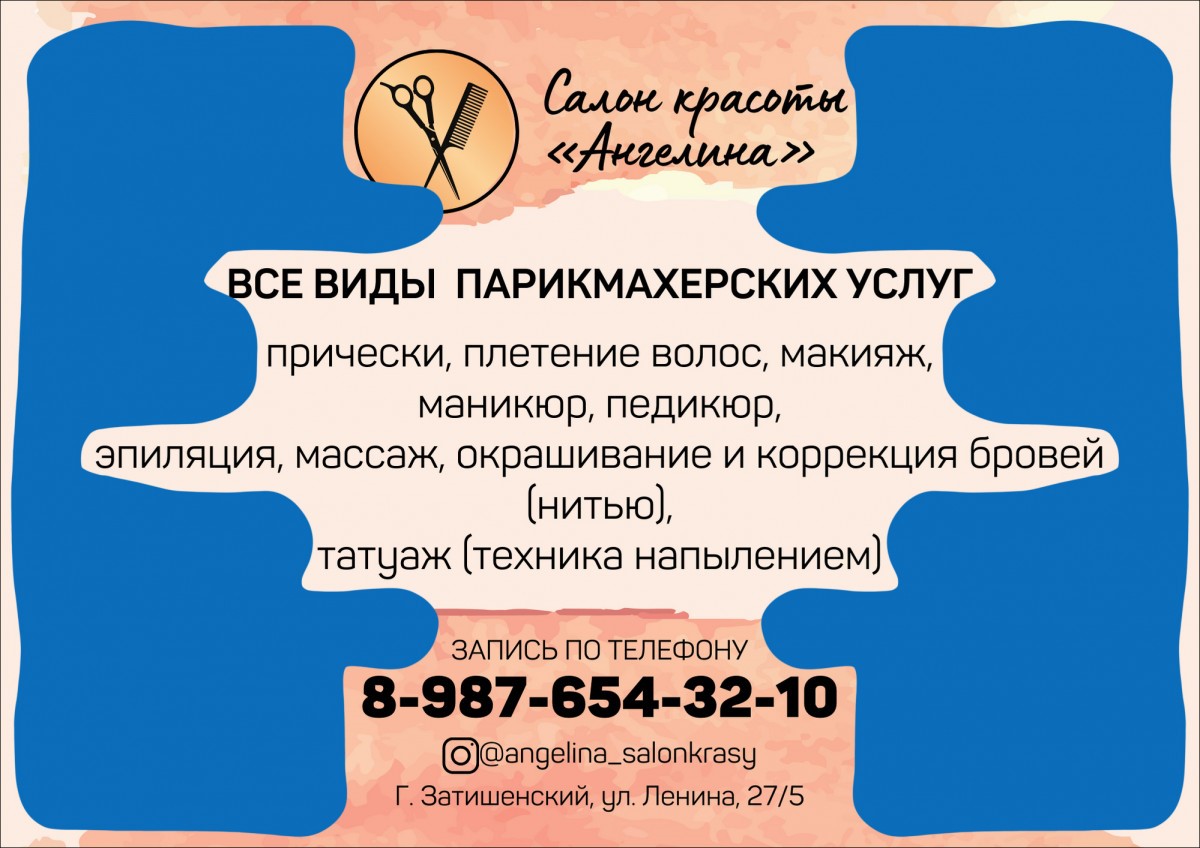 Салон красоты
«Ангелина»
ВСЕ ВИДЫ ПАРИКМАХЕРСКИХ УСЛУГ
прически, плетение волос, макияж,
маникюр, педикюр,
эпиляция, массаж, окрашивание и коррекция бровей
(нитью),
татуаж (техника напылением)
ЗАПИСЬ ПО ТЕЛЕФОНУ
8-987-654-32-10
@angelina_salonkrasy
Г. Затишенский, ул. Ленина, 27/5